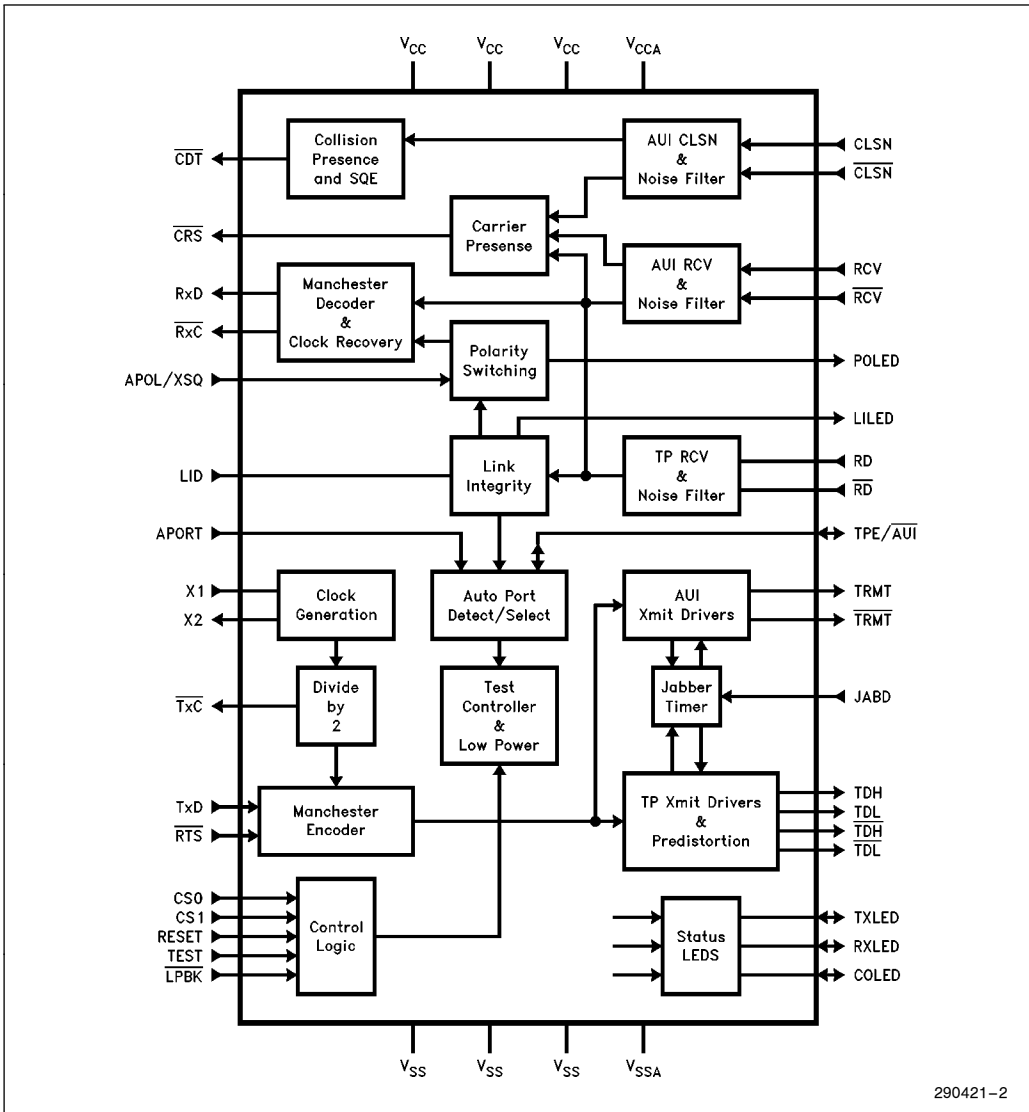 VCC
VCC
VCC
VCCA
CDT
Collision
Presence
and SQE
AUI CLSN
&
Noise Filter
CLSN
CLSN
CRS
Carrier
Presense
AUI RCV
&
Noise Filter
RCV
RCV
RxD
RxC
Manchester
Decoder
&
Clock Recovery
Polarity
Switching
POLED
APOL/XSQ
LILED
LID
Link
Integrity
TP RCV
&
Noise Filter
RD
RD
APORT
TPE/AUI
X1
X2
Clock
Generation
Auto Port
Detect/Select
AUI
Xmit Drivers
TRMT
TRMT
TxC
Divide
by
2
Test
Controller
&
Low Power
Jabber
Timer
JABD
TxD
RTS
Manchester
Encoder
TP Xmit Drivers
&
Predistortion
TDH
TDL
TDH
TDL
CS0
CS1
RESET
TEST
LPBK
Control
Logic
Status
LEDS
TXLED
RXLED
COLED
VSS
VSS
VSS
VSSA
290421–2